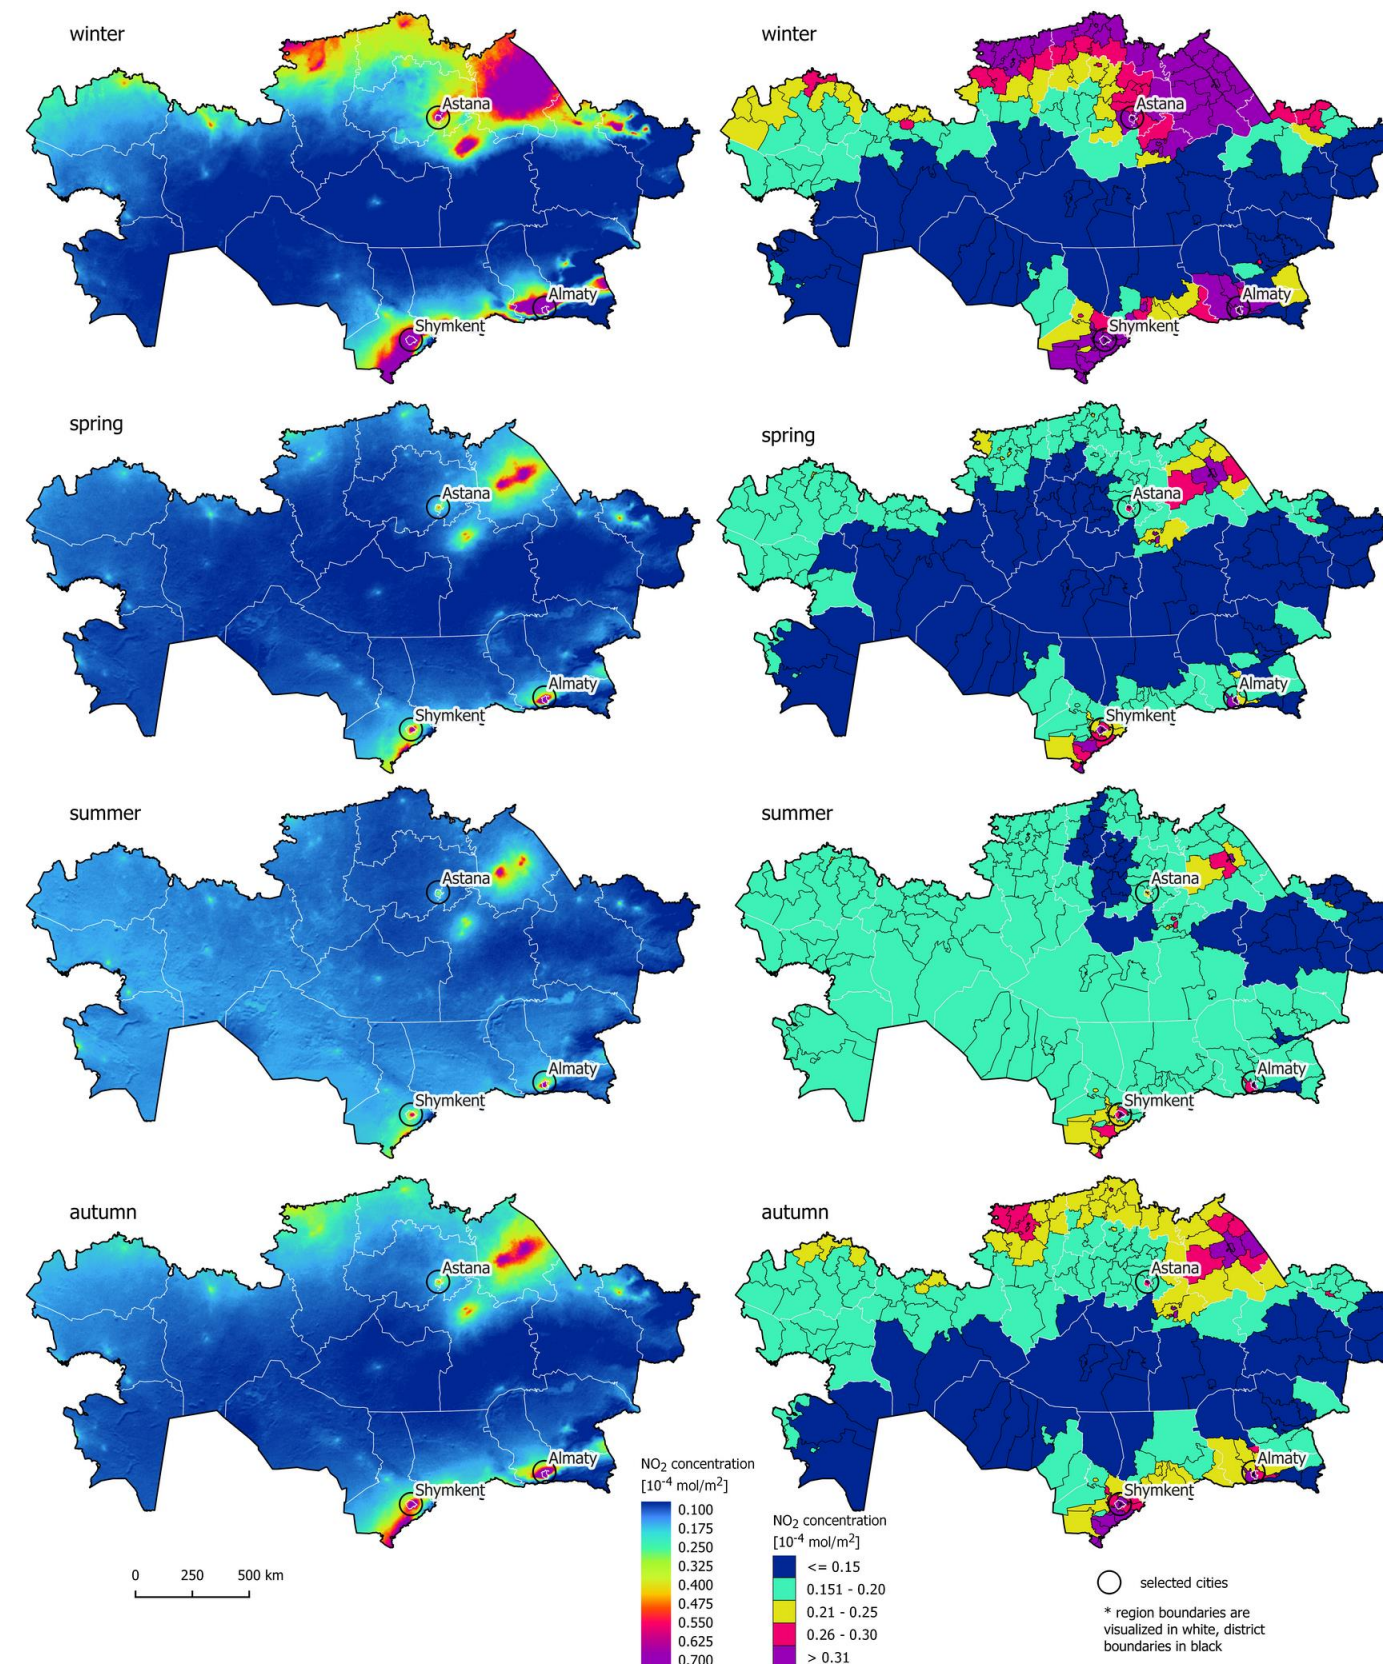 winter
Astana
Almaty
Shymkent
winter
Astana
Almaty
Shymkent
spring
Astana
Almaty
Shymkent
spring
Astana
Almaty
Shymkent
summer
Astana
Almaty
Shymkent
summer
Astana
Almaty
Shymkent
autumn
Astana
Almaty
Shymkent
autumn
Astana
Almaty
Shymkent
0 250 500 km
NO2 concentration
[10-4 mol/m2]
0.100
0.175
0.250
0.325
0.400
0.475
0.550
0.625
0.700
NO2 concentration
[10-4 mol/m2]
<= 0.15
0.151 - 0.20
0.21 - 0.25
0.26 - 0.30
> 0.31
selected cities
* region boundaries are
visualized in white, district
boundaries in black